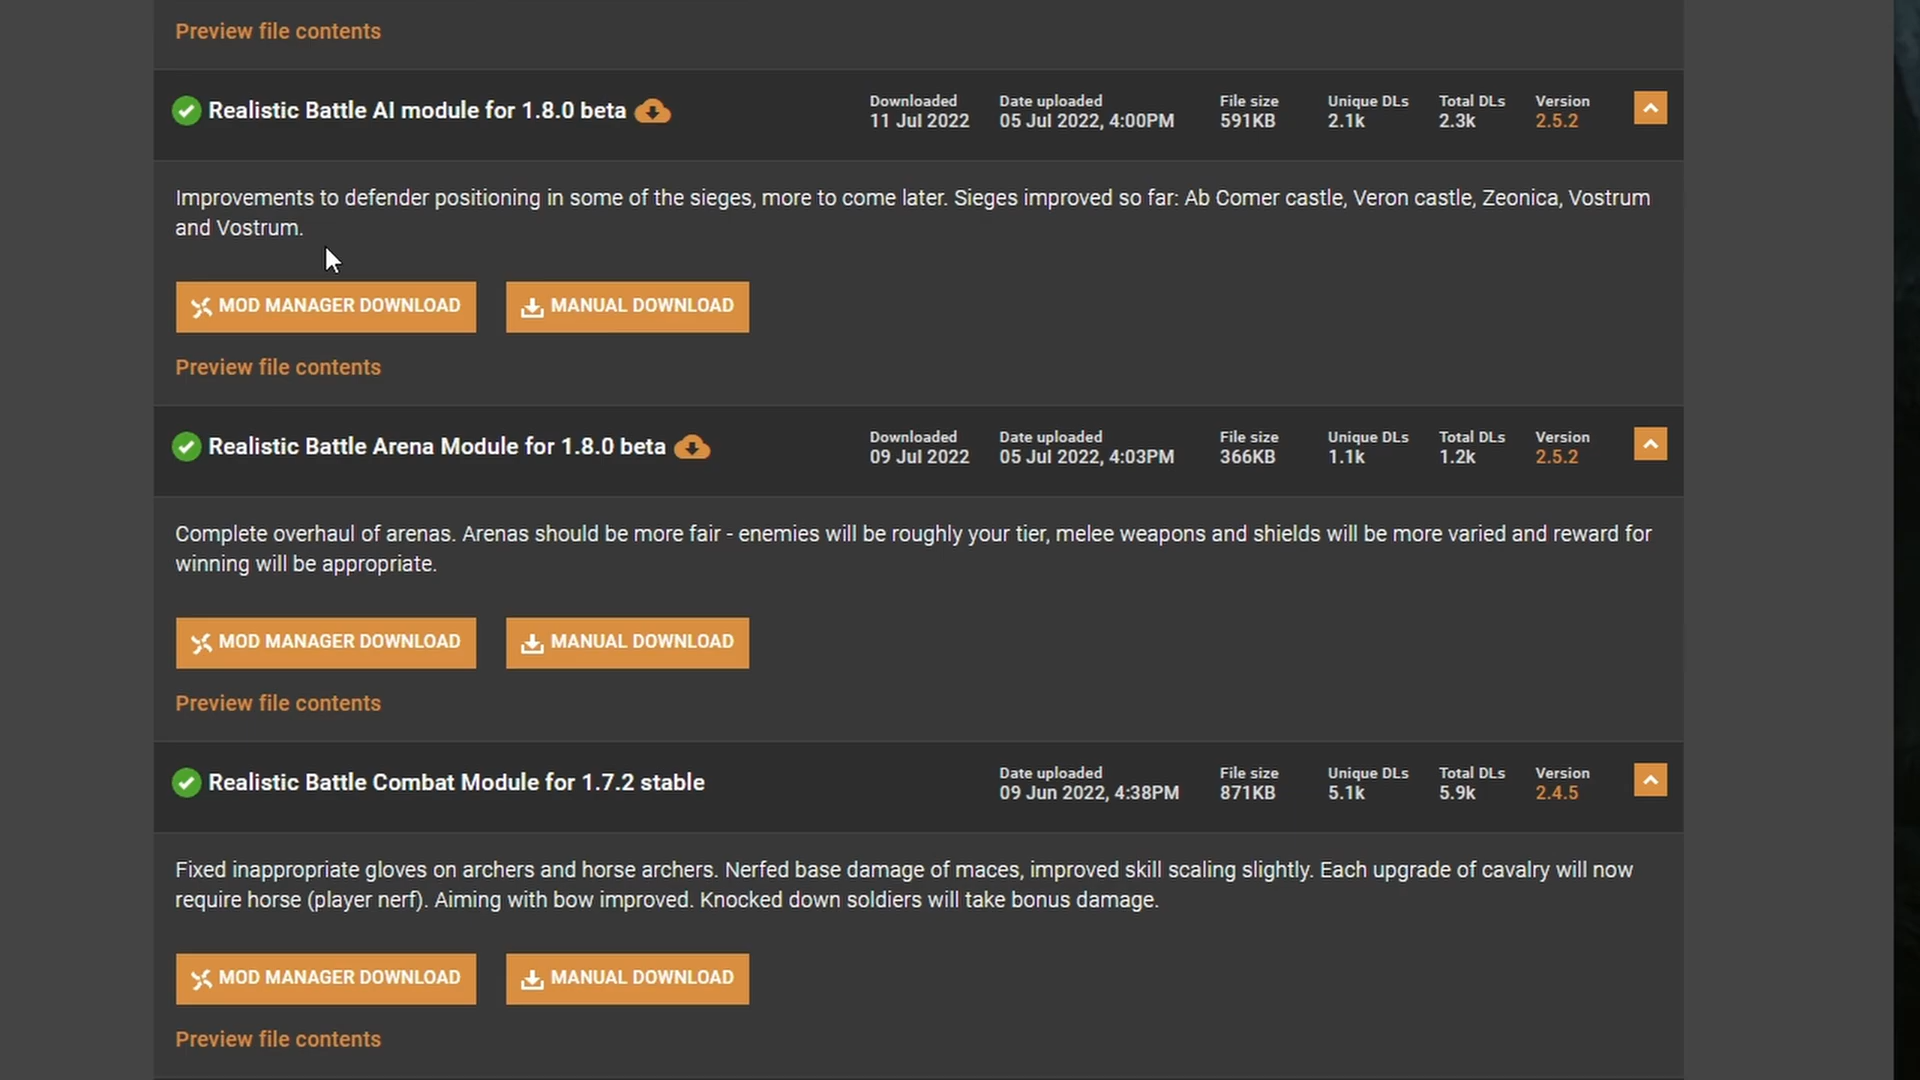 Preview file contents
Realistic Battle AI module for 1.8.0 beta
Downloaded Date uploaded File size Unique DLs Total DLs Version
11 Jul 2022 05 Jul 2022, 4:00PM 591KB 2.1k 2.3k 2.5.2
Improvements to defender positioning in some of the sieges, more to come later. Sieges improved so far: Ab Comer castle, Veron castle, Zeonica, Vostrum
and Vostrum.
MOD MANAGER DOWNLOAD MANUAL DOWNLOAD
Preview file contents
Realistic Battle Arena Module for 1.8.0 beta
Downloaded Date uploaded File size Unique DLs Total DLs Version
09 Jul 2022 05 Jul 2022, 4:03PM 366KB 1.1k 1.2k 2.5.2
Complete overhaul of arenas. Arenas should be more fair - enemies will be roughly your tier, melee weapons and shields will be more varied and reward for
winning will be appropriate.
MOD MANAGER DOWNLOAD MANUAL DOWNLOAD
Preview file contents
Realistic Battle Combat Module for 1.7.2 stable
Date uploaded File size Unique DLs Total DLs Version
09 Jun 2022, 4:38PM 871KB 5.1k 5.9k 2.4.5
Fixed inappropriate gloves on archers and horse archers. Nerfed base damage of maces, improved skill scaling slightly. Each upgrade of cavalry will now
require horse (player nerf). Aiming with bow improved. Knocked down soldiers will take bonus damage.
MOD MANAGER DOWNLOAD MANUAL DOWNLOAD
Preview file contents